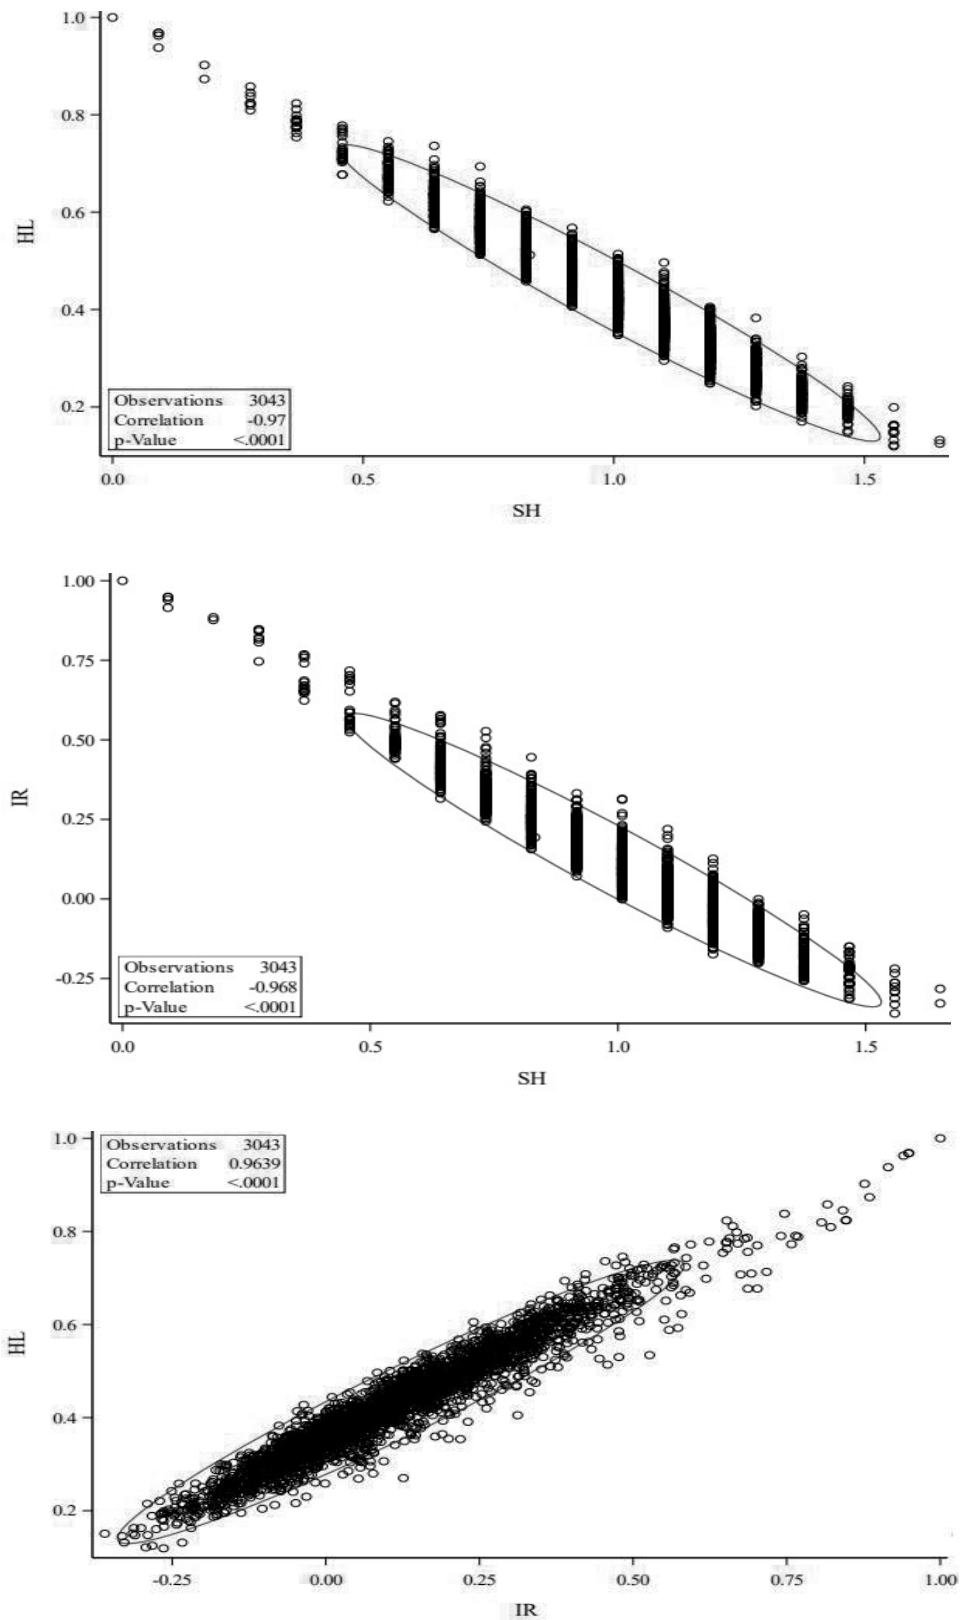 1.0
0.8
0.6
HL
0.4
0.2
Observations 3043
Correlation -0.97
p-Value <.0001
0.0 0.5 1.0 1.5
SH
1.00
0.75
0.50
IR
0.25
0.00
-0.25
Observations 3043
Correlation -0.968
p-Value <.0001
0.0 0.5 1.0 1.5
SH
1.0
Observations 3043
Correlation 0.9639
p-Value <.0001
0.8
0.6
HL
0.4
0.2
-0.25 0.00 0.25 0.50 0.75 1.00
IR